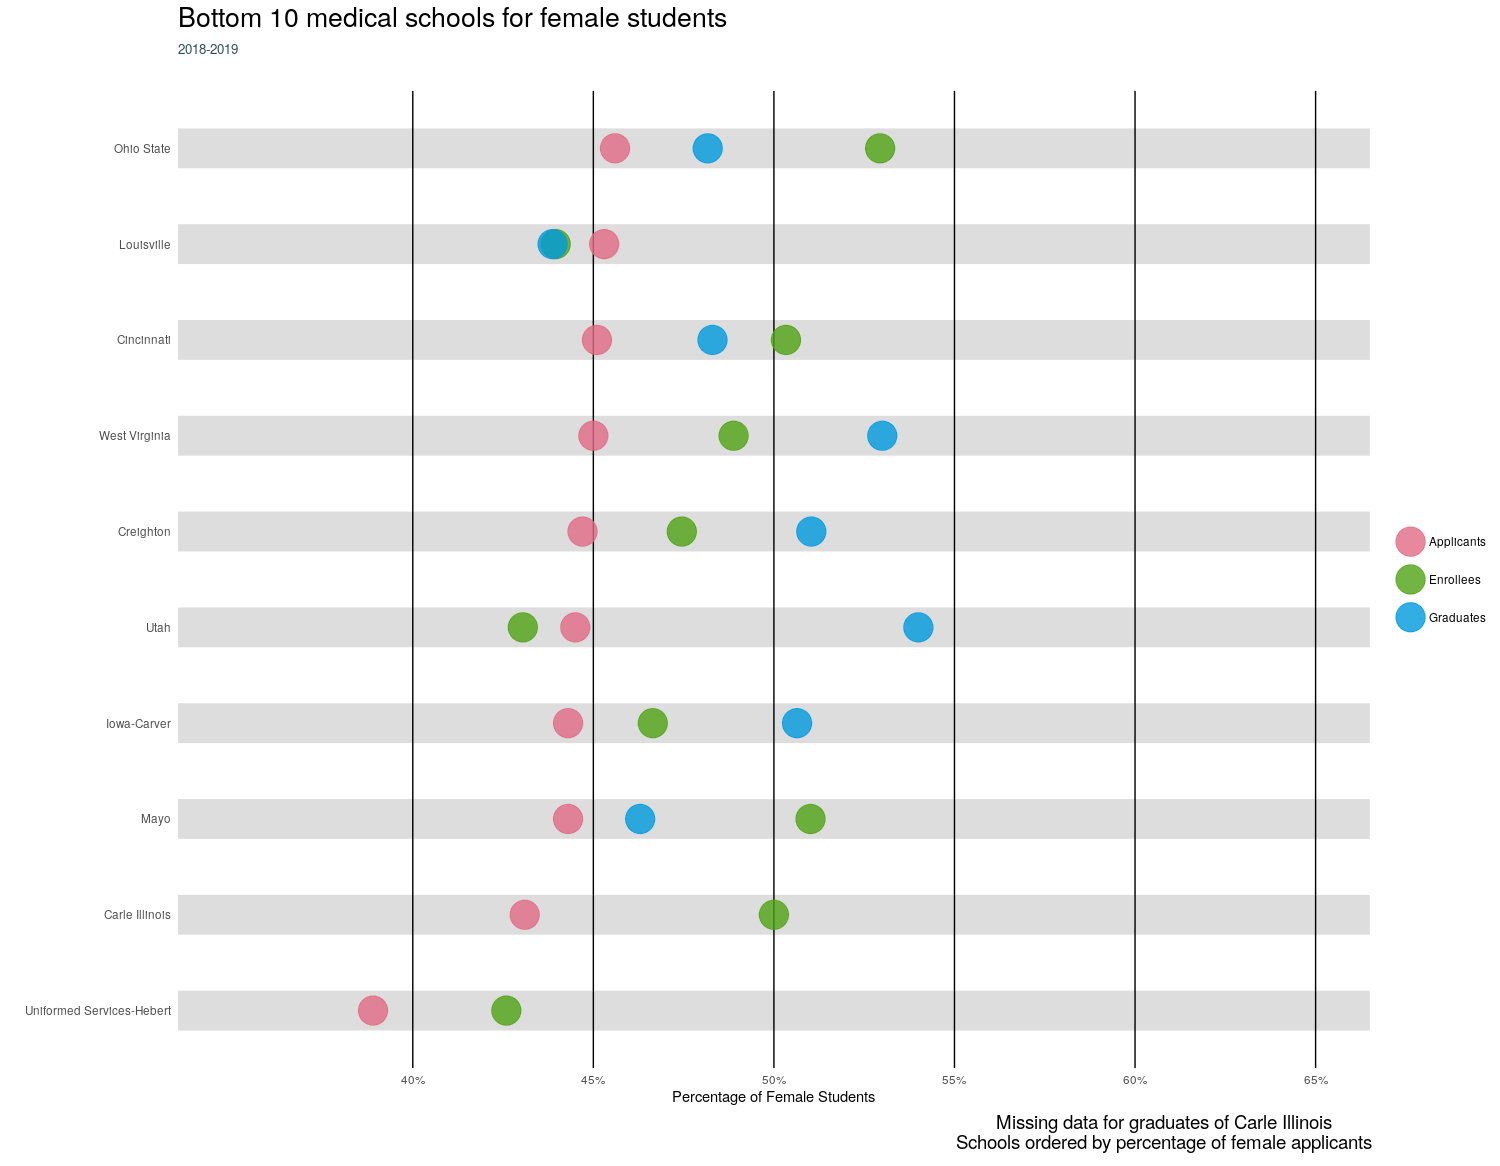 Bottom 10 medical schools for female students
2018-2019
Ohio State
Louisville
Cincinnati
West Virginia
Creighton
Utah
Iowa-Carver
Mayo
Carle Illinois
Uniformed Services-Hebert
40%
45%
50%
55%
60%
65%
Percentage of Female Students
Applicants
Enrollees
Graduates
Missing data for graduates of Carle Illinois
Schools ordered by percentage of female applicants